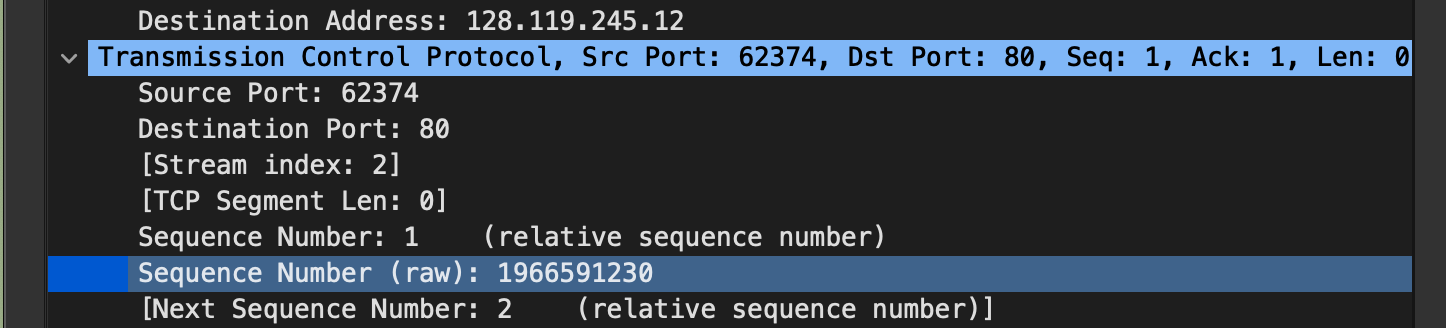 Destination Address: 128.119.245.12
Transmission Control Protocol, Src Port: 62374, Dst Port: 80, Seq: 1, Ack: 1, Len: 0
Source Port: 62374
Destination Port: 80
[Stream index: 2]
[TCP Segment Len: 0]
Sequence Number: 1    (relative sequence number)
Sequence Number (raw): 1966591230
[Next Sequence Number: 2    (relative sequence number)]